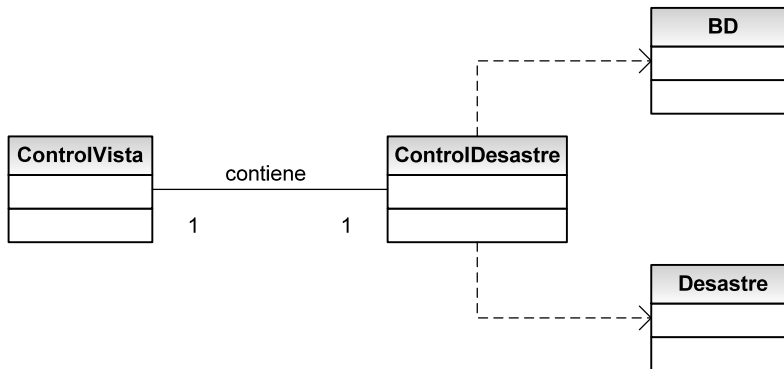 BD
ControlVista
contiene
ControlDesastre
1
1
Desastre